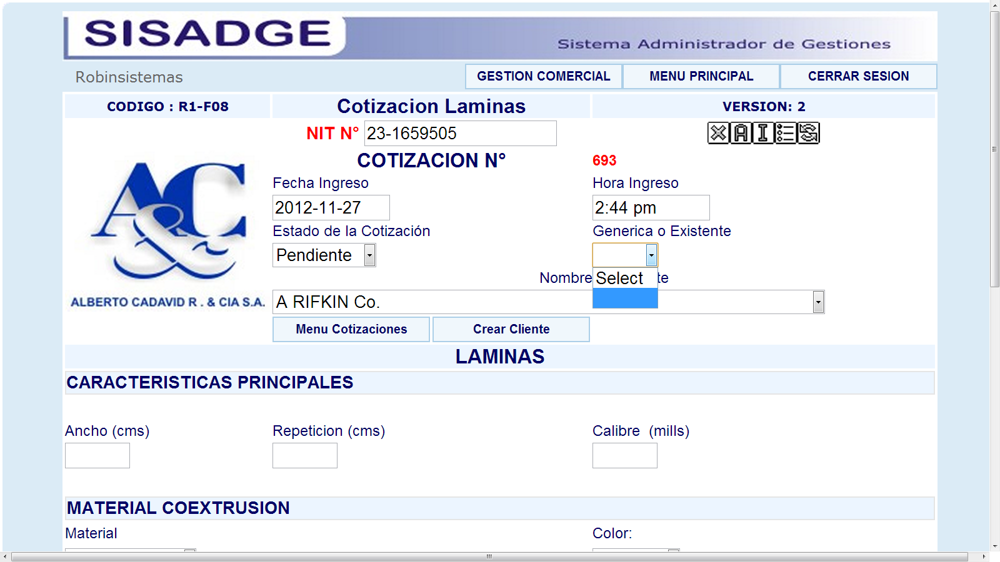 SISADGE
Sistema Administrador de Gestiones
Robinsistemas
GESTION COMERCIAL MENU PRINCIPAL CERRAR SESION
CODIGO : R1-F08 Cotizacion Laminas VERSION: 2
NIT N° 23-1659505
COTIZACION N° 693
Fecha Ingreso Hora Ingreso
2012-11-27 2:44 pm
Estado de la Cotización Generica o Existente
Pendiente
Nombre Select te
A RIFKIN Co.
A&C
ALBERTO CADAVID R . & CIA S.A.
Menu Cotizaciones Crear Cliente
LAMINAS
CARACTERISTICAS PRINCIPALES
Ancho (cms) Repeticion (cms) Calibre (mills)
MATERIAL COEXTRUSION
Material Color: